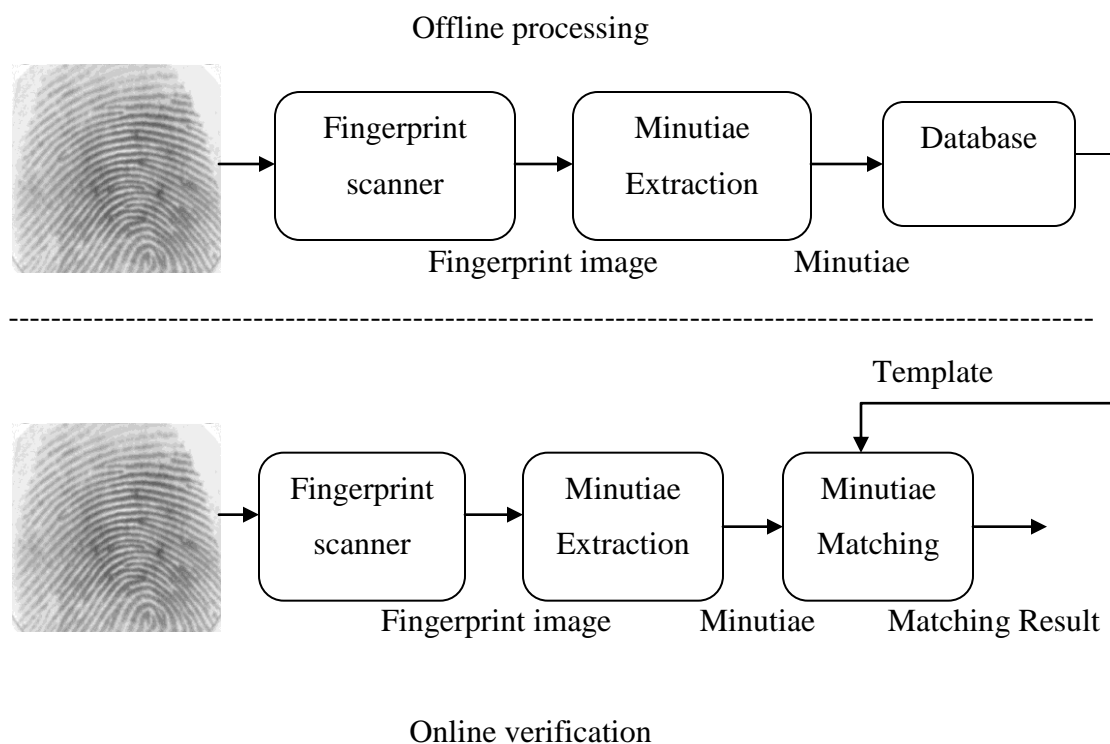 Offline processing
Fingerprint
scanner
Minutiae
Extraction
Database
Fingerprint image
Minutiae
Template
Fingerprint
scanner
Minutiae
Extraction
Minutiae
Matching
Fingerprint image
Minutiae
Matching Result
Online verification